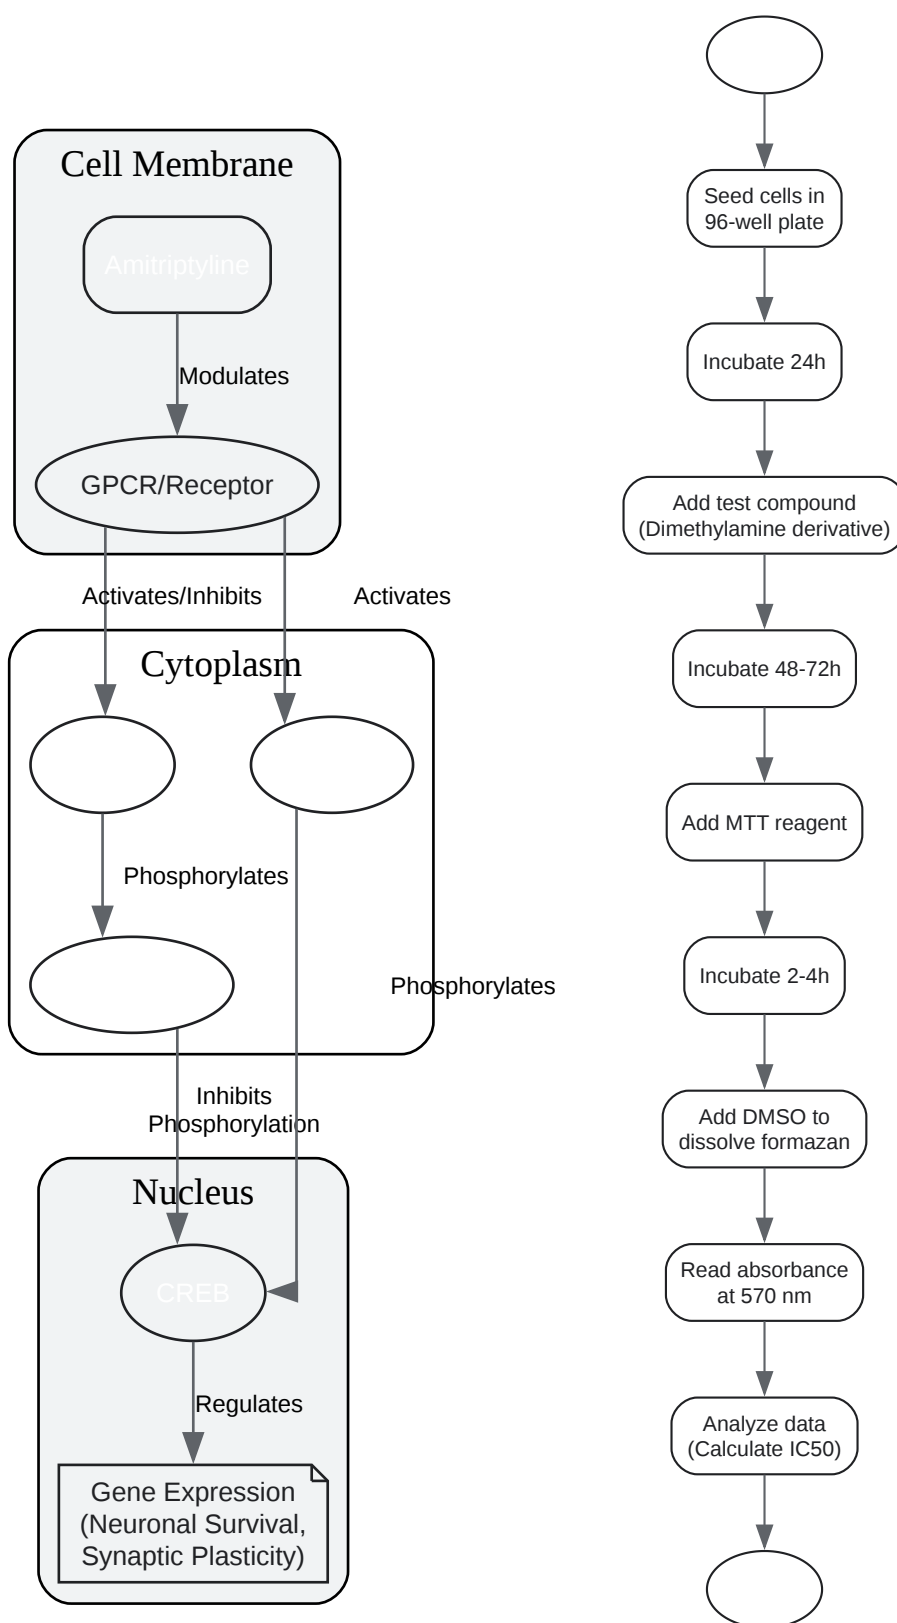 Cell Membrane
Amitriptyline
Modulates
GPCR/Receptor
Activates/Inhibits
Activates
Cytoplasm
Phosphorylates
Phosphorylates
Inhibits
Phosphorylation
Nucleus
CREB
Regulates
Gene Expression
(Neuronal Survival,
Synaptic Plasticity)
Seed cells in
96-well plate
Incubate 24h
Add test compound
(Dimethylamine derivative)
Incubate 48-72h
Add MTT reagent
Incubate 2-4h
Add DMSO to
dissolve formazan
Read absorbance
at 570 nm
Analyze data
(Calculate IC50)